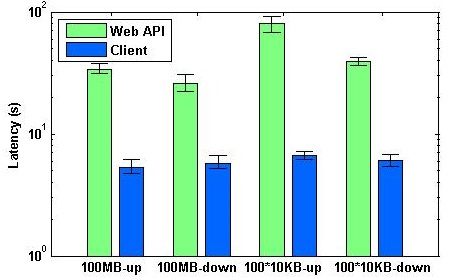 10²
Web API
Client
Latency (s)
10¹
10⁰
100MB-up 100MB-down 100*10KB-up 100*10KB-down